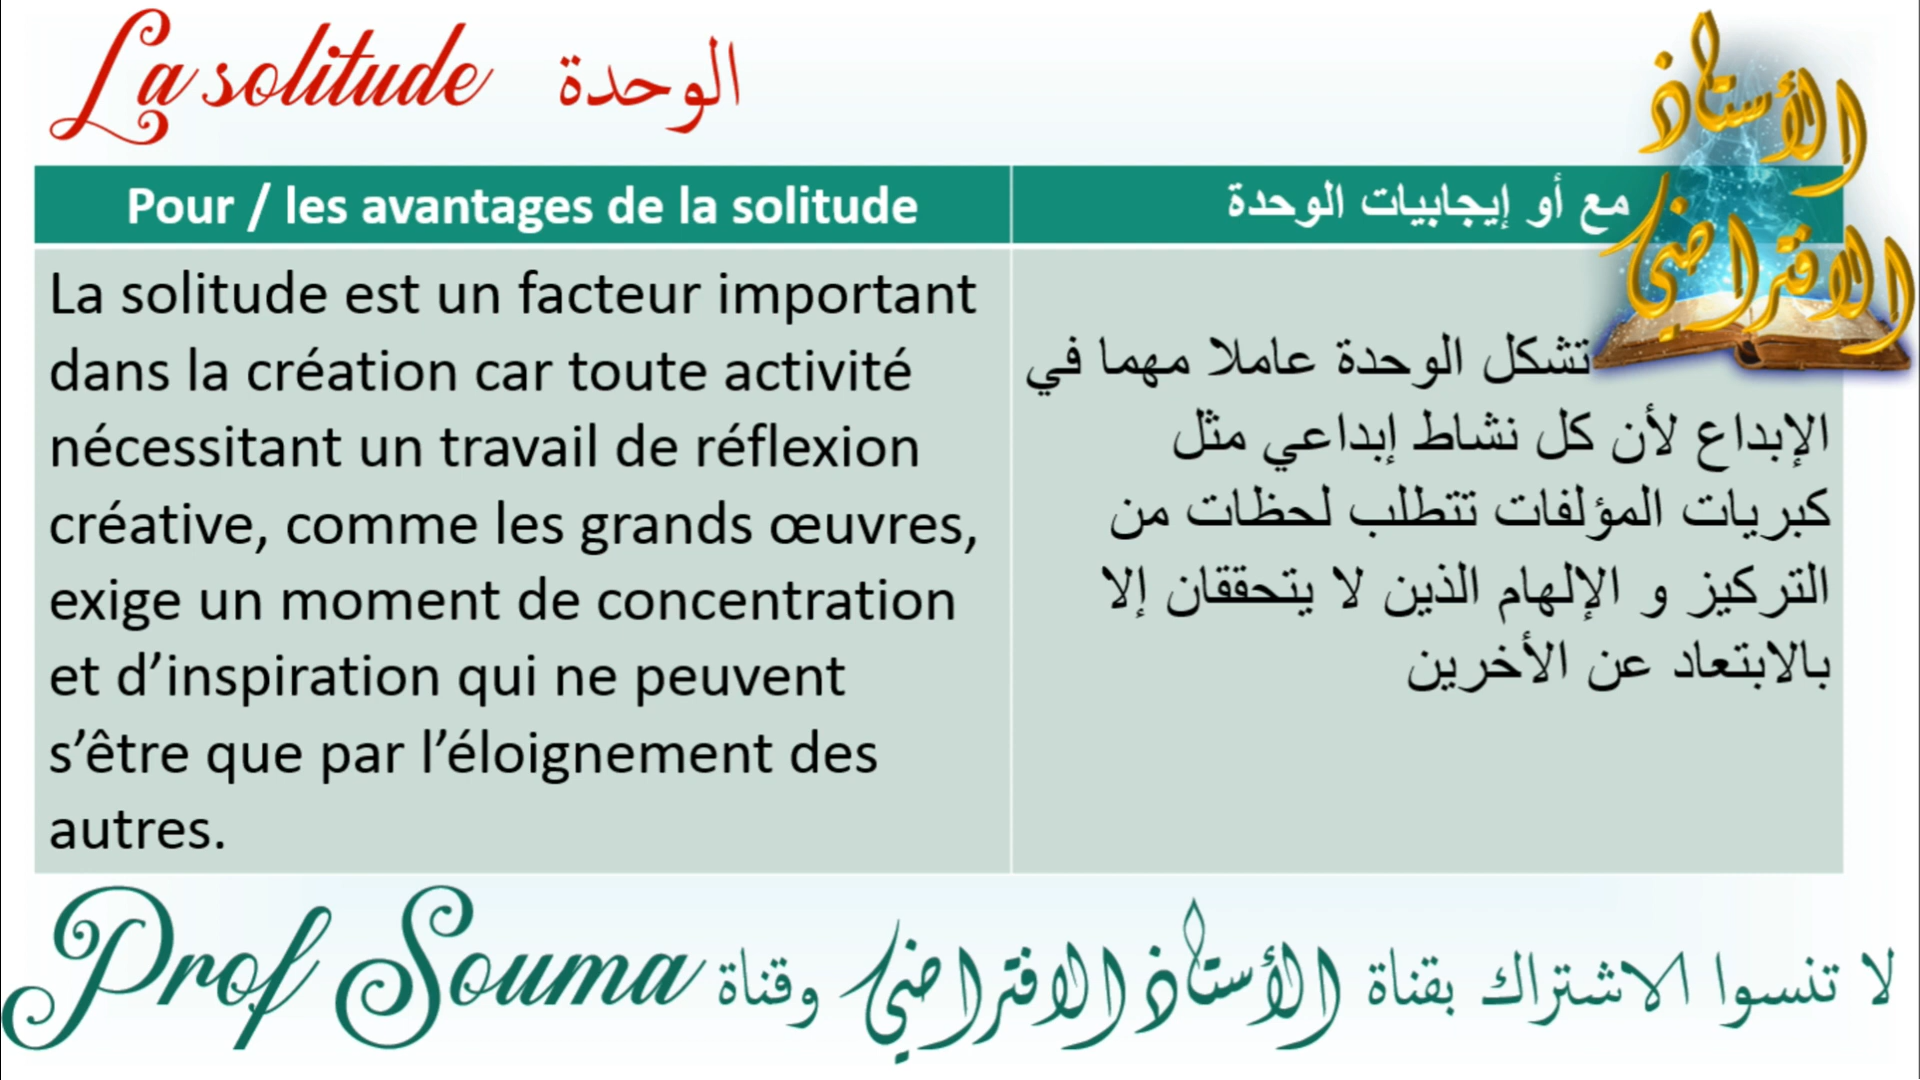 La solitude الوحدة
الأستاذ
الافتراضي
Pour / les avantages de la solitude
مع أو إيجابيات الوحدة
La solitude est un facteur important
dans la création car toute activité
nécessitant un travail de réflexion
créative, comme les grands œuvres,
exige un moment de concentration
et d’inspiration qui ne peuvent
s’être que par l’éloignement des
autres.
تشكل الوحدة عاملا مهما في
الإبداع لأن كل نشاط إبداعي مثل
كبريات المؤلفات تتطلب لحظات من
التركيز و الإلهام الذين لا يتحققان إلا
بالابتعاد عن الأخرين
لا تنسوا الاشتراك بقناة الأستاذ الافتراضي وقناة Prof Souma